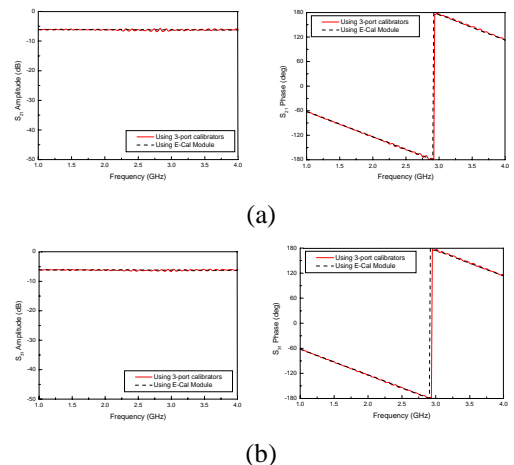 0
-10
-20
-30
-40
-50
S21 Amplitude (dB)
Using 3-port calibrators
Using E-Cal Module
1.0 1.5 2.0 2.5 3.0 3.5 4.0
Frequency (GHz)
180
120
60
0
-60
-120
-180
S21 Phase (deg)
Using 3-port calibrators
Using E-Cal Module
1.0 1.5 2.0 2.5 3.0 3.5 4.0
Frequency (GHz)
(a)
0
-10
-20
-30
-40
-50
S31 Amplitude (dB)
Using 3-port calibrators
Using E-Cal Module
1.0 1.5 2.0 2.5 3.0 3.5 4.0
Frequency (GHz)
180
120
60
0
-60
-120
-180
S31 Phase (deg)
Using 3-port calibrators
Using E-Cal Module
1.0 1.5 2.0 2.5 3.0 3.5 4.0
Frequency (GHz)
(b)